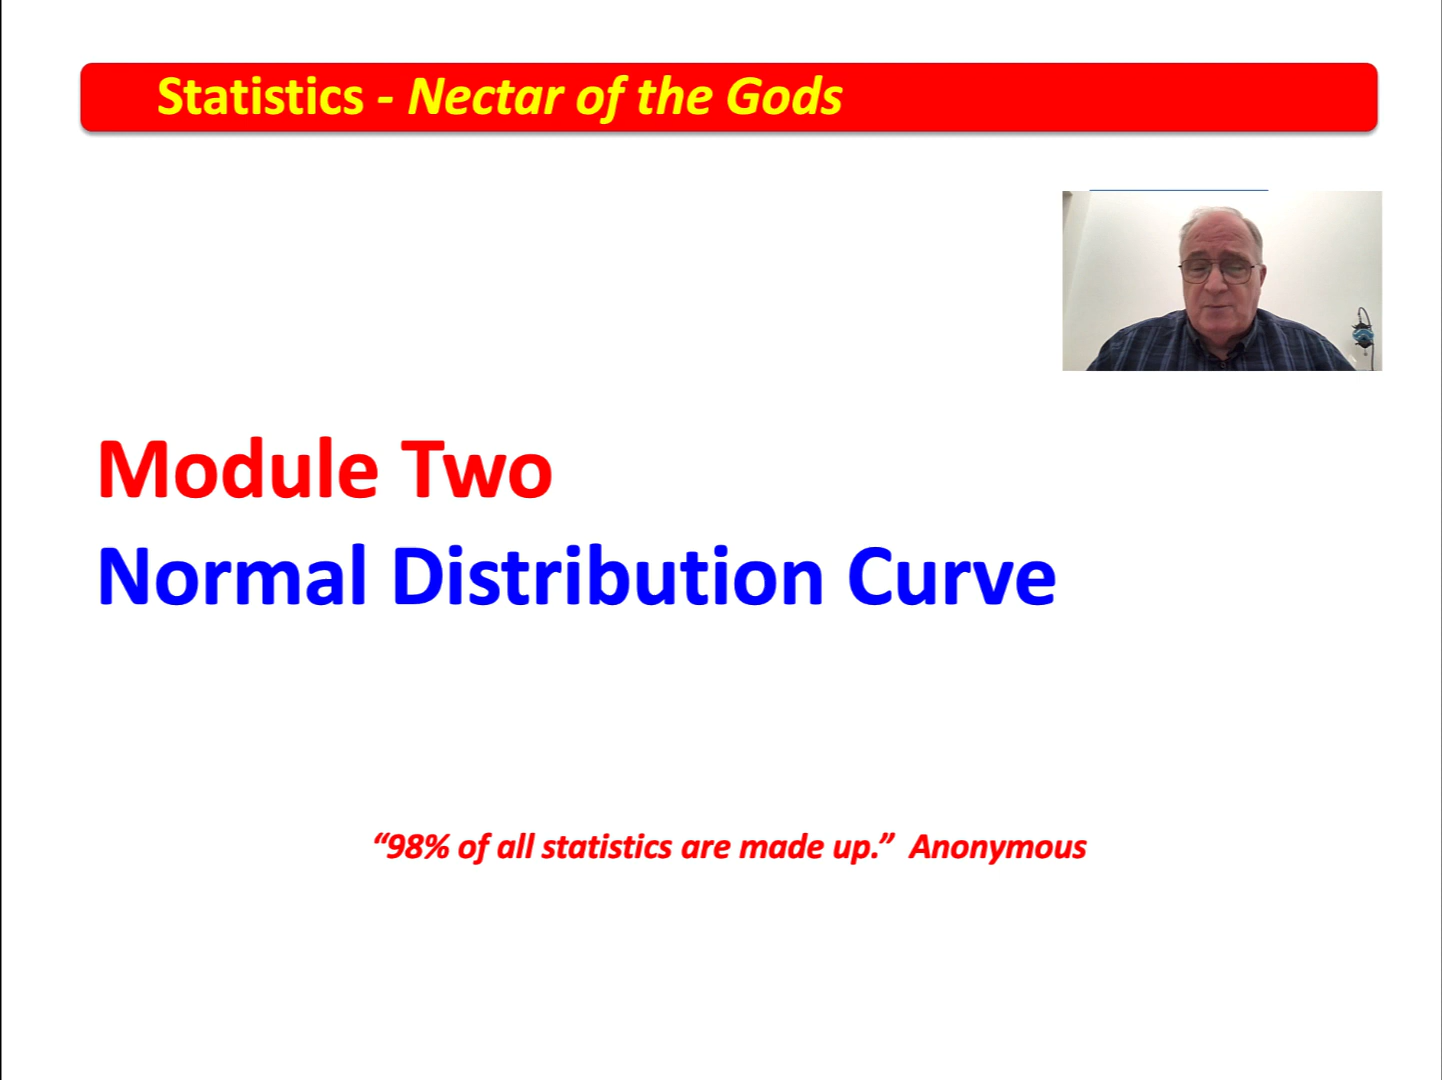 Statistics - Nectar of the Gods
Module Two
Normal Distribution Curve
“98% of all statistics are made up.” Anonymous